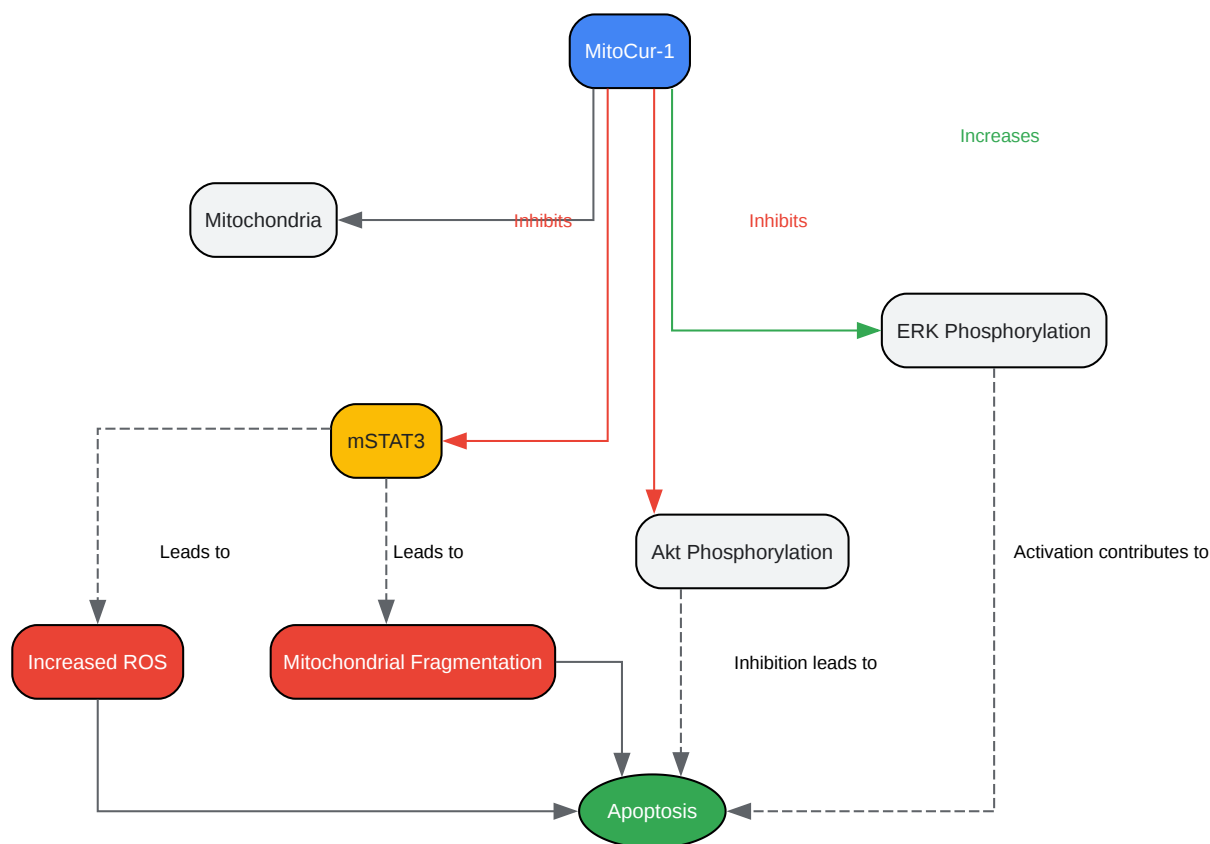 MitoCur-1
Increases
Mitochondria
Inhibits
Inhibits
ERK Phosphorylation
mSTAT3
Leads to
Leads to
Akt Phosphorylation
Activation contributes to
Increased ROS
Mitochondrial Fragmentation
Inhibition leads to
Apoptosis